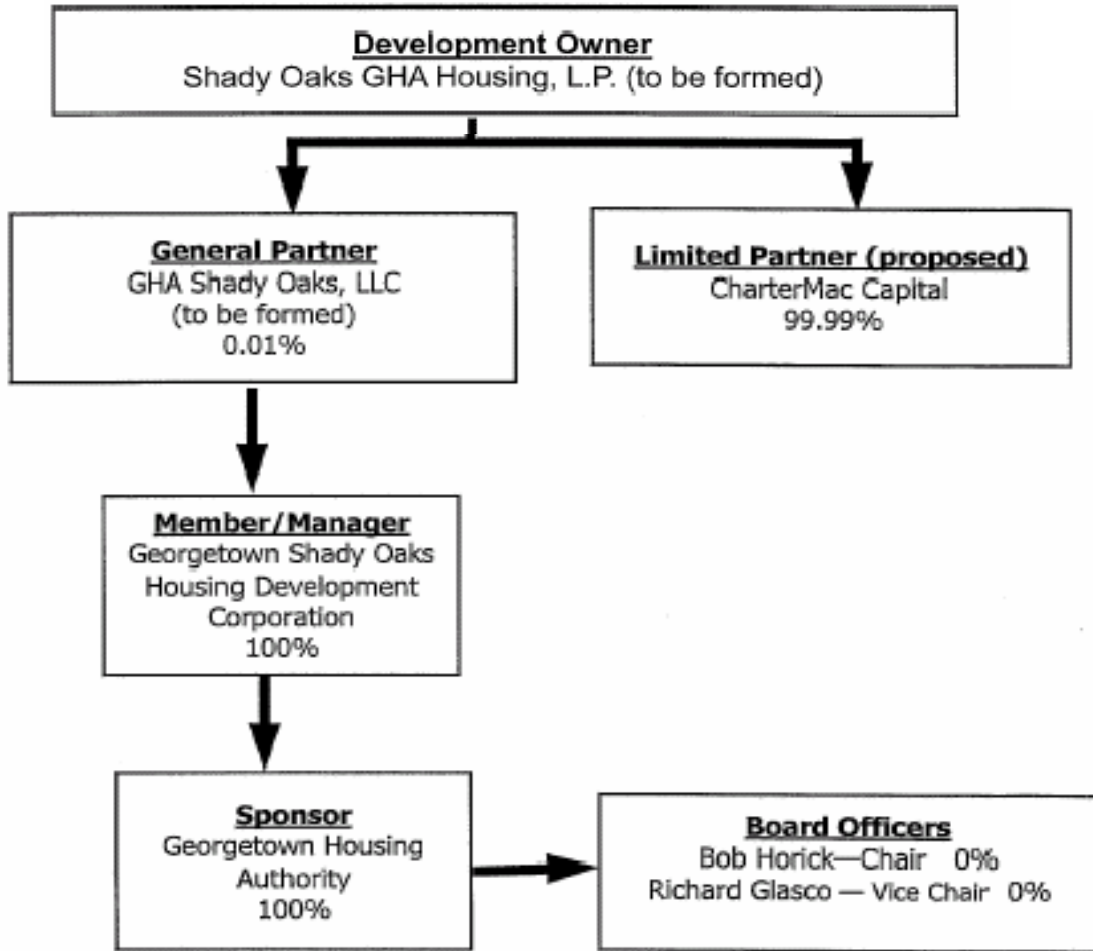 Development Owner
Shady Oaks GHA Housing, L.P. (to be formed)
General Partner
GHA Shady Oaks, LLC
(to be formed)
0.01%
Limited Partner (proposed)
CharterMac Capital
99.99%
Member/Manager
Georgetown Shady Oaks
Housing Development
Corporation
100%
Sponsor
Georgetown Housing
Authority
100%
Board Officers
Bob Horick—Chair 0%
Richard Glasco — Vice Chair 0%